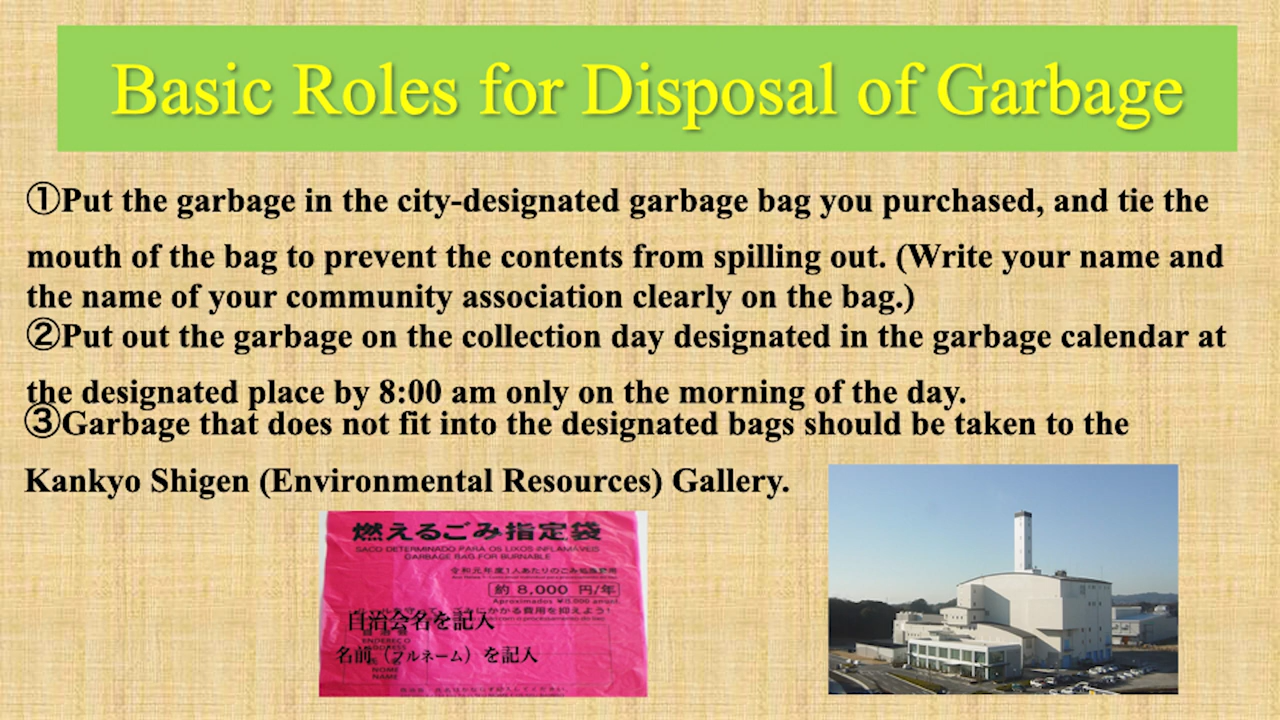 Basic Roles for Disposal of Garbage
①Put the garbage in the city-designated garbage bag you purchased, and tie the
mouth of the bag to prevent the contents from spilling out. (Write your name and
the name of your community association clearly on the bag.)
②Put out the garbage on the collection day designated in the garbage calendar at
the designated place by 8:00 am only on the morning of the day.
③Garbage that does not fit into the designated bags should be taken to the
Kankyo Shigen (Environmental Resources) Gallery.
燃えるごみ指定袋
SACO DETERMINADO PARA OS LIXOS INFLAMAVEIS
GARBAGE BAG FOR BURNABLE
令和元年度1人あたりのごみ処理費用
約 8,000 円/年
Aproximados ¥8,000 anual
にかかる費用を抑えよう!
自治会名を記入
ENDEREÇO
ADDRESS
名前(フルネーム)を記入
NOME
NAME